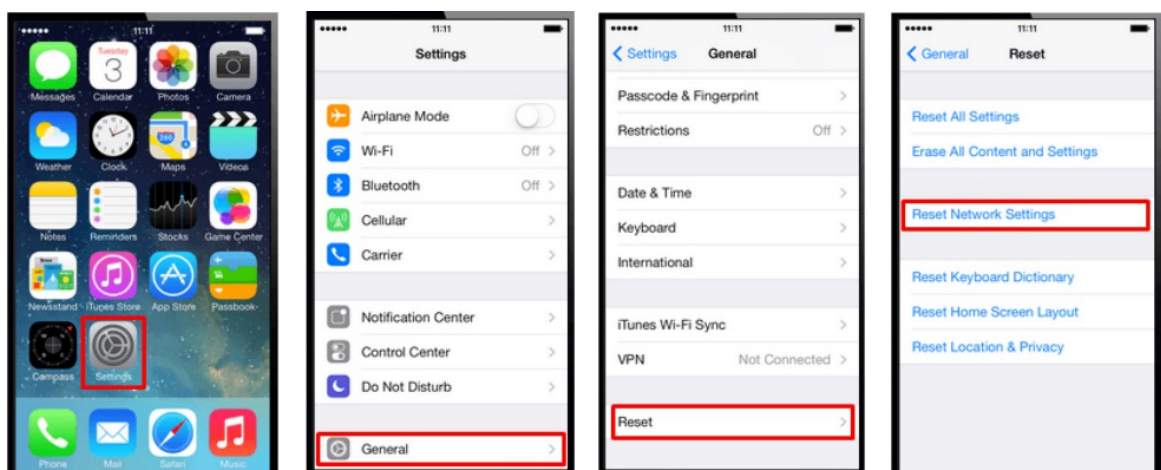 11:11
Tuesday
3
Messages
Calendar
Photos
Camera
280
Weather
Clock
Maps
Videos
Notes
Reminders
Stocks
Game Center
Newsstand
iTunes Store
App Store
Passbook
Compass
Settings
Phone
Mail
Safari
Music
11:11
Settings
Airplane Mode
Wi-Fi Off
Bluetooth Off
Cellular
Carrier
Notification Center
Control Center
Do Not Disturb
General
11:11
Settings General
Passcode & Fingerprint
Restrictions Off
Date & Time
Keyboard
International
iTunes Wi-Fi Sync
VPN Not Connected
Reset
11:11
General Reset
Reset All Settings
Erase All Content and Settings
Reset Network Settings
Reset Keyboard Dictionary
Reset Home Screen Layout
Reset Location & Privacy